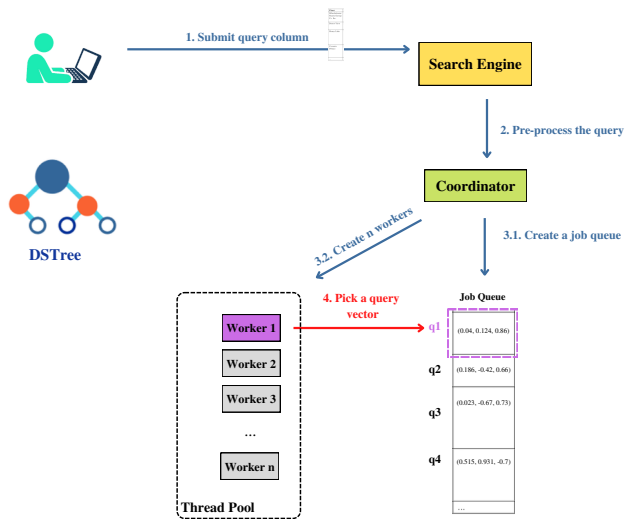 1. Submit query column
Search Engine
2. Pre-process the query
Coordinator
DSTree
3.2. Create n workers
3.1. Create a job queue
4. Pick a query
vector
Job Queue
Worker 1
q1
(0.04, 0.124, 0.86)
Worker 2
q2
(0.186, -0.42, 0.66)
Worker 3
q3
(0.023, -0.67, 0.73)
...
q4
(0.515, 0.931, -0.7)
Worker n
...
Thread Pool